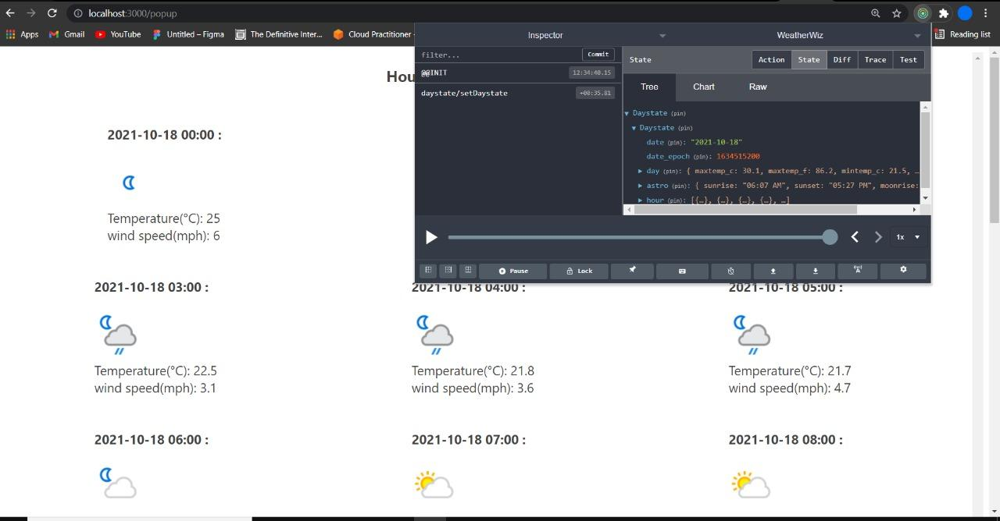 localhost:3000/popup
Apps Gmail YouTube Untitled – Figma The Definitive Inter... Cloud Practitioner Reading list
Inspector WeatherWiz
filter... Commit
@@INIT 12:34:40.15
daystate/setDaystate +00:35.81
State Action State Diff Trace Test
Tree Chart Raw
Daystate (pin)
Daystate (pin)
date (pin): "2021-10-18"
date_epoch (pin): 1634515200
day (pin): { maxtemp_c: 30.1, maxtemp_f: 86.2, mintemp_c: 21.5, …
astro (pin): { sunrise: "06:07 AM", sunset: "05:27 PM", moonrise:
hour (pin): [{…}, {…}, {…}, {…}, …]
1x
Pause Lock
Hou
2021-10-18 00:00 :
Temperature(°C): 25
wind speed(mph): 6
2021-10-18 03:00 : 2021-10-18 04:00 : 2021-10-18 05:00 :
Temperature(°C): 22.5 Temperature(°C): 21.8 Temperature(°C): 21.7
wind speed(mph): 3.1 wind speed(mph): 3.6 wind speed(mph): 4.7
2021-10-18 06:00 : 2021-10-18 07:00 : 2021-10-18 08:00 :